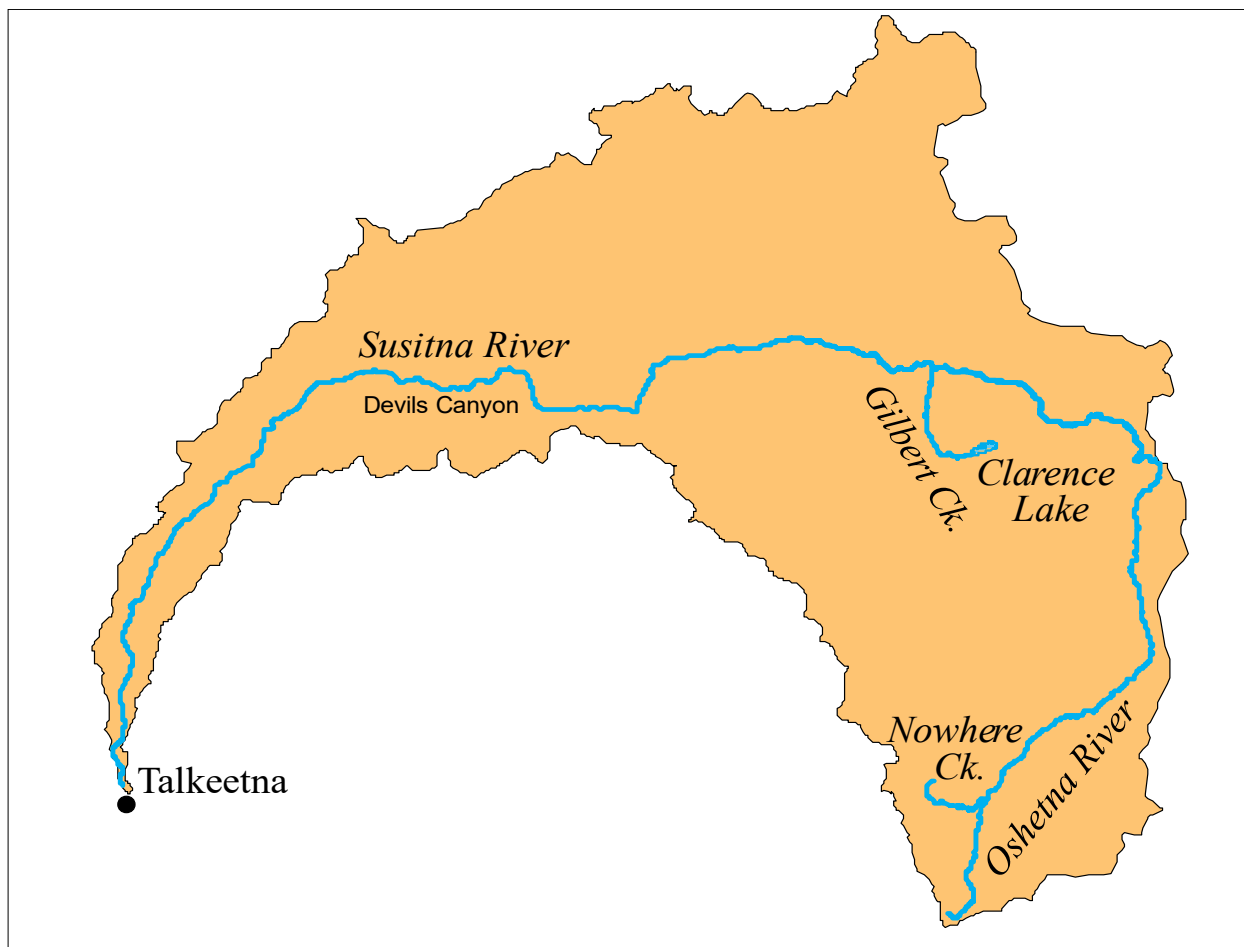 Susitna River
Devils Canyon
Gilbert Ck.
Clarence
Lake
Nowhere
Ck.
Talkeetna
Oshetna River